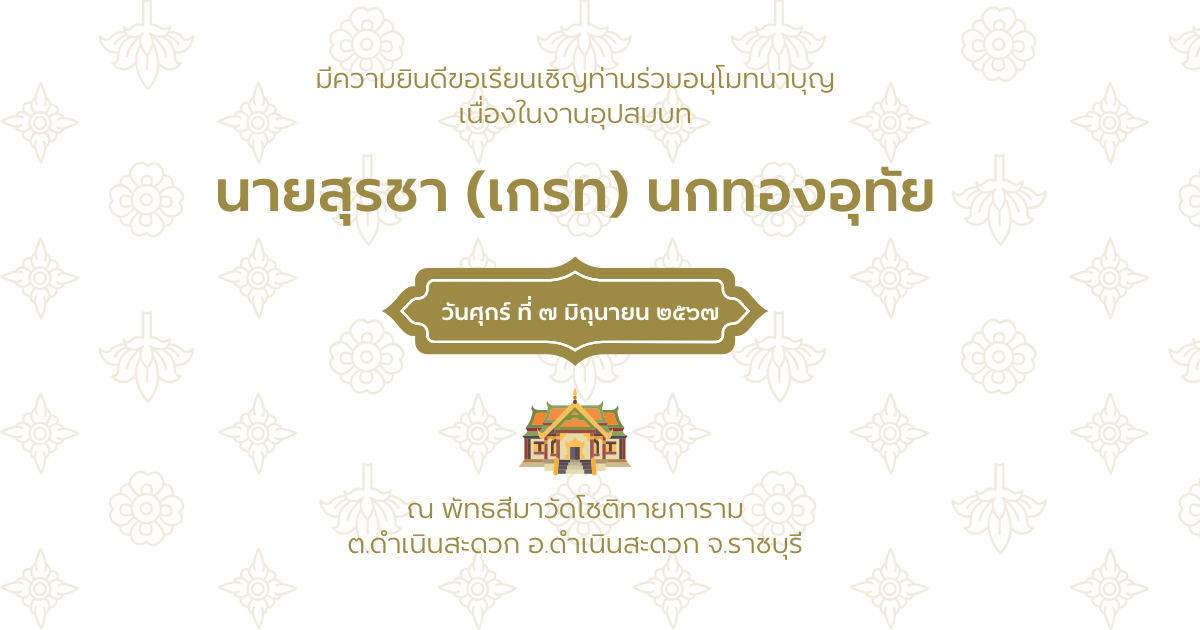 มีความยินดีขอเรียนเชิญท่านร่วมอนุโมทนาบุญ
เนื่องในงานอุปสมบท
นายสุรชา (เกรท) นกทองอุทัย
วันศุกร์ ที่ ๗ มิถุนายน ๒๕๖๗
ณ พัทธสีมาวัดโชติทายการาม
ต.ดำเนินสะดวก อ.ดำเนินสะดวก จ.ราชบุรี